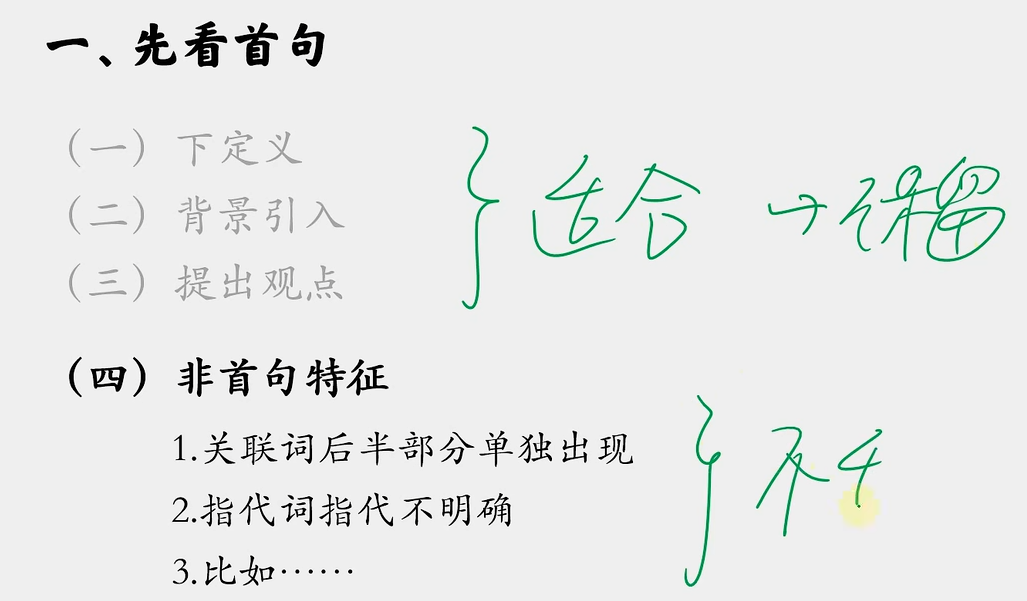 一、先看首句
（一）下定义
（二）背景引入
（三）提出观点
适合 → 保留
（四）非首句特征
1.关联词后半部分单独出现
2.指代词指代不明确
3.比如……
不